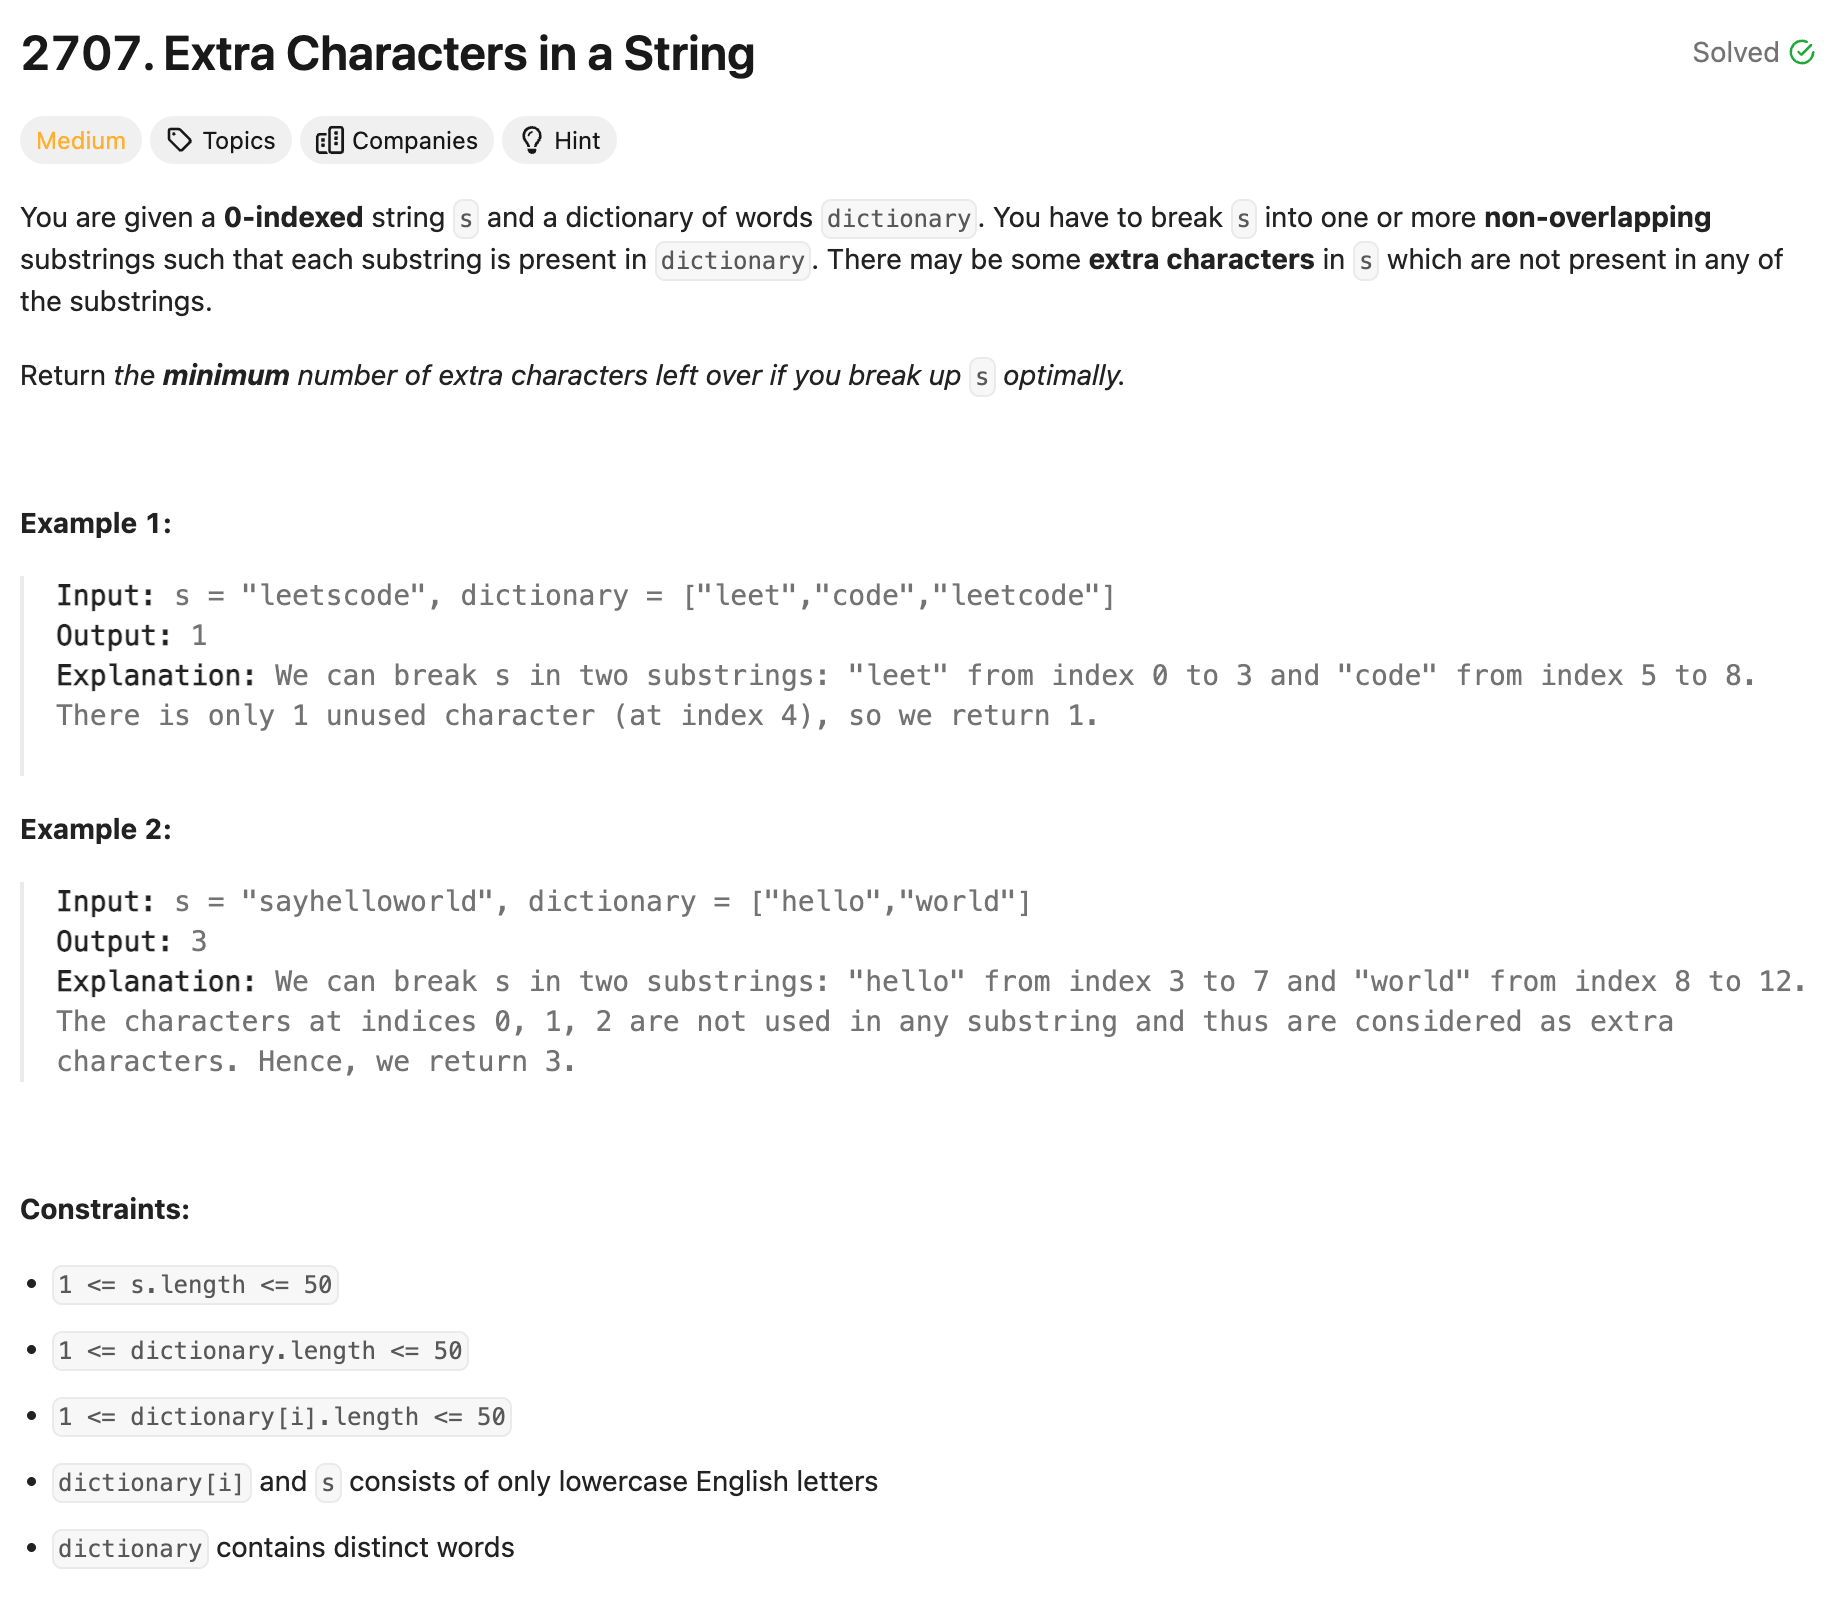 2707. Extra Characters in a String
Solved
Medium Topics Companies Hint
You are given a 0-indexed string s and a dictionary of words dictionary. You have to break s into one or more non-overlapping
substrings such that each substring is present in dictionary. There may be some extra characters in s which are not present in any of
the substrings.
Return the minimum number of extra characters left over if you break up s optimally.
Example 1:
Input: s = "leetscode", dictionary = ["leet","code","leetcode"]
Output: 1
Explanation: We can break s in two substrings: "leet" from index 0 to 3 and "code" from index 5 to 8.
There is only 1 unused character (at index 4), so we return 1.
Example 2:
Input: s = "sayhelloworld", dictionary = ["hello","world"]
Output: 3
Explanation: We can break s in two substrings: "hello" from index 3 to 7 and "world" from index 8 to 12.
The characters at indices 0, 1, 2 are not used in any substring and thus are considered as extra
characters. Hence, we return 3.
Constraints:
• 1 <= s.length <= 50
• 1 <= dictionary.length <= 50
• 1 <= dictionary[i].length <= 50
• dictionary[i] and s consists of only lowercase English letters
• dictionary contains distinct words